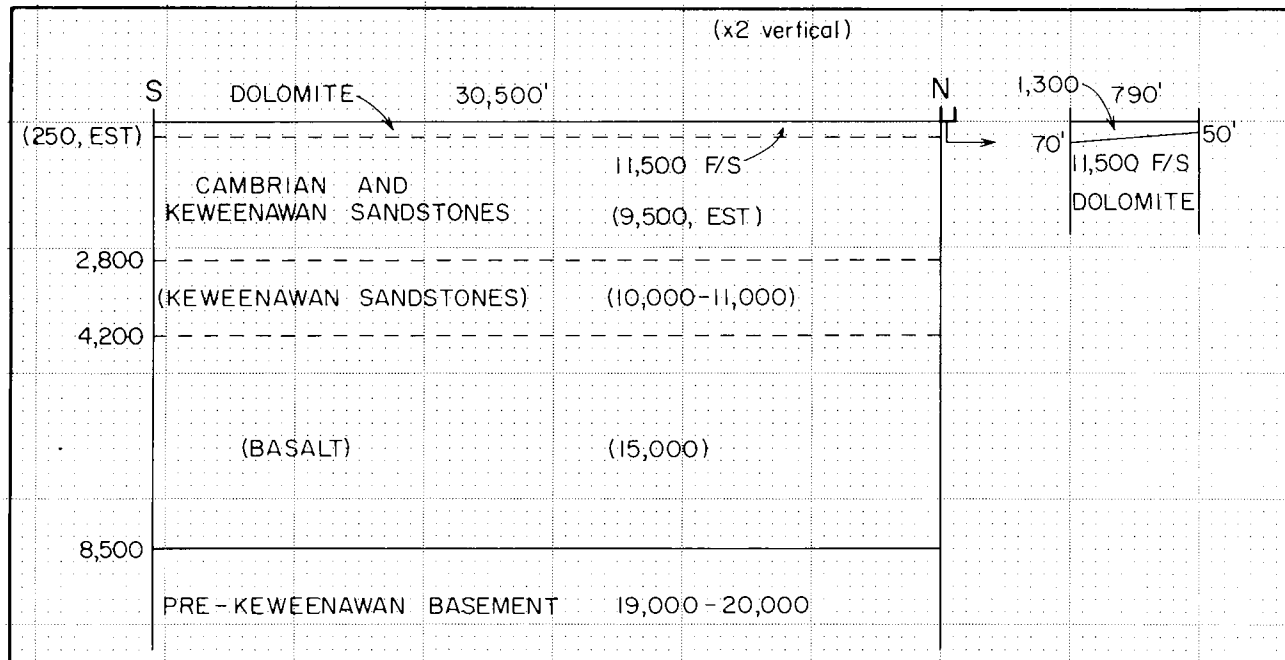 (x2 vertical)
S
DOLOMITE
30,500'
N
1,300
790'
(250, EST)
70'
50'
11,500 F/S
11,500 F/S
DOLOMITE
CAMBRIAN AND
KEWEENAWAN SANDSTONES
(9,500, EST)
2,800
(KEWEENAWAN SANDSTONES)
(10,000-11,000)
4,200
(BASALT)
(15,000)
8,500
PRE-KEWEENAWAN BASEMENT
19,000-20,000